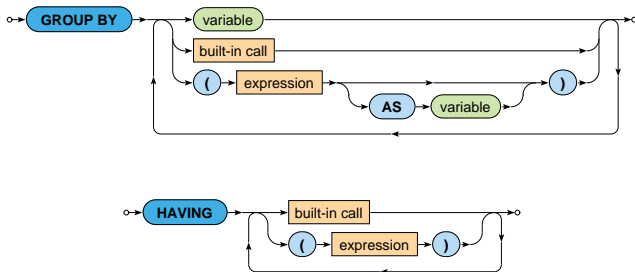 GROUP BY variable
built-in call
( expression )
AS variable
HAVING built-in call
( expression )